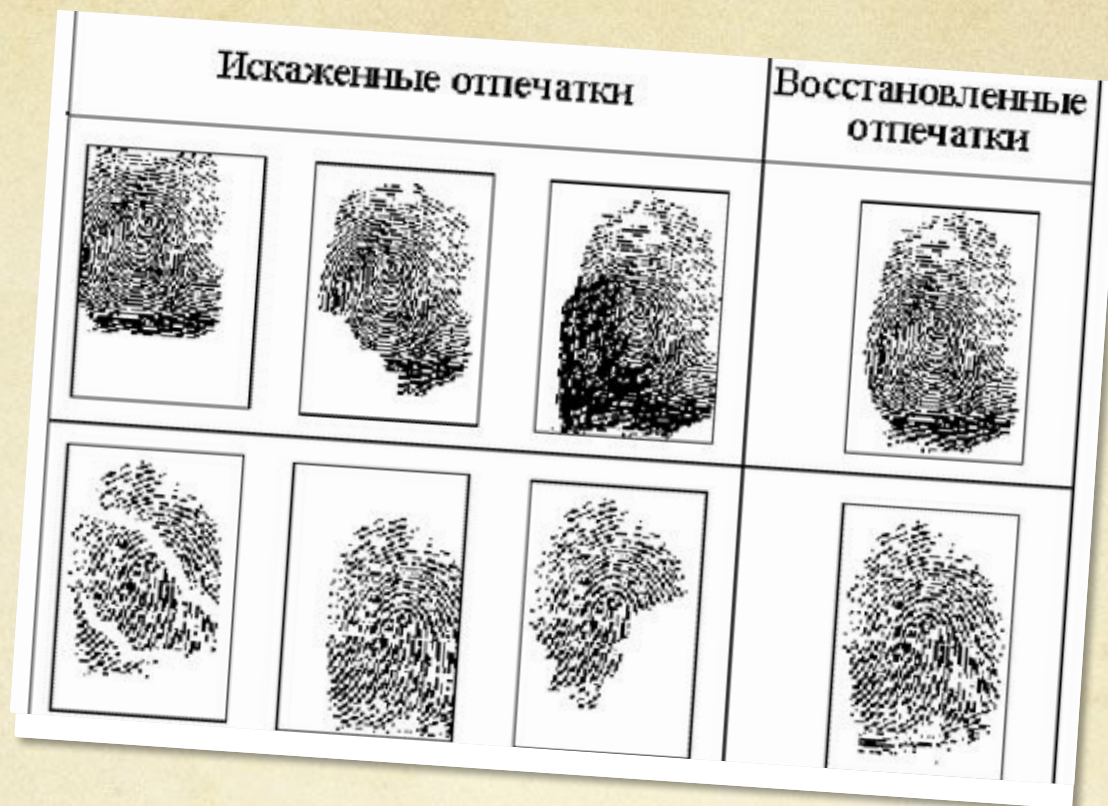 Искаженные отпечатки
Восстановленные
отпечатки